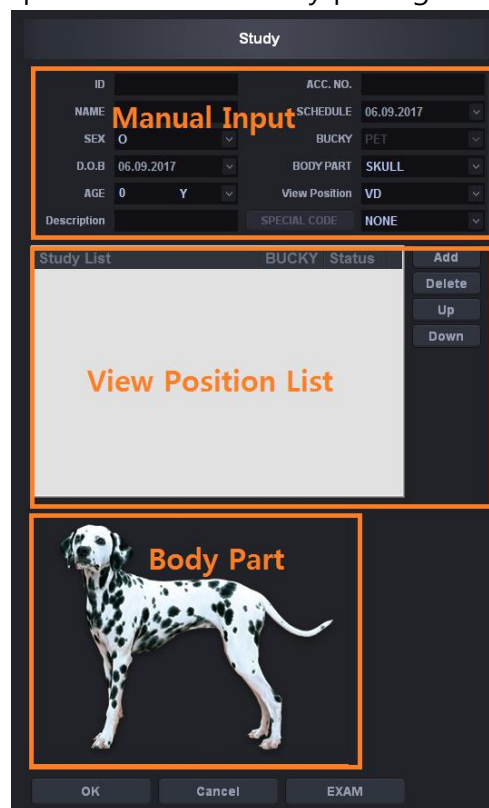 Study
ID ACC. NO.
NAME SCHEDULE 06.09.2017
Manual Input
SEX O BUCKY PET
D.O.B 06.09.2017 BODY PART SKULL
AGE 0 Y View Position VD
Description SPECIAL CODE NONE
Study List BUCKY Status Add
Delete
Up
Down
View Position List
Body Part
OK Cancel EXAM